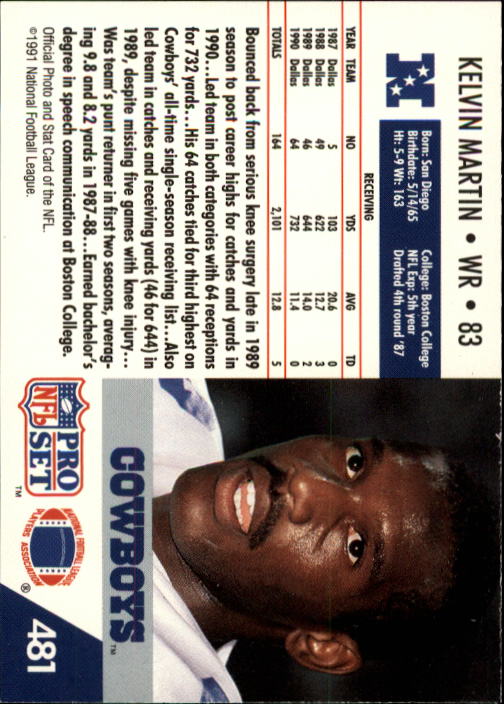 KELVIN MARTIN • WR • 83
N
Born: San Diego College: Boston College
Birthdate: 5/14/65 NFL Exp: 5th year
Ht: 5-9 Wt: 163 Drafted 4th round '87
RECEIVING
YEAR TEAM NO YDS AVG TD
1987 Dallas 5 103 20.6 0
1988 Dallas 49 622 12.7 3
1989 Dallas 46 644 14.0 2
1990 Dallas 64 732 11.4 0
TOTALS 164 2,101 12.8 5
Bounced back from serious knee surgery late in 1989
season to post career highs for catches and yards in
1990...Led team in both categories with 64 receptions
for 732 yards...His 64 catches tied for third highest on
Cowboys' all-time single-season receiving list...Also
led team in catches and receiving yards (46 for 644) in
1989, despite missing five games with knee injury...
Was team's punt returner in first two seasons, averag-
ing 9.8 and 8.2 yards in 1987-88...Earned bachelor's
degree in speech communication at Boston College.
Official Photo and Stat Card of the NFL.
©1991 National Football League.
COWBOYS™
PRO
NFL SET™
NATIONAL FOOTBALL LEAGUE
PLAYERS ASSOCIATION®
481